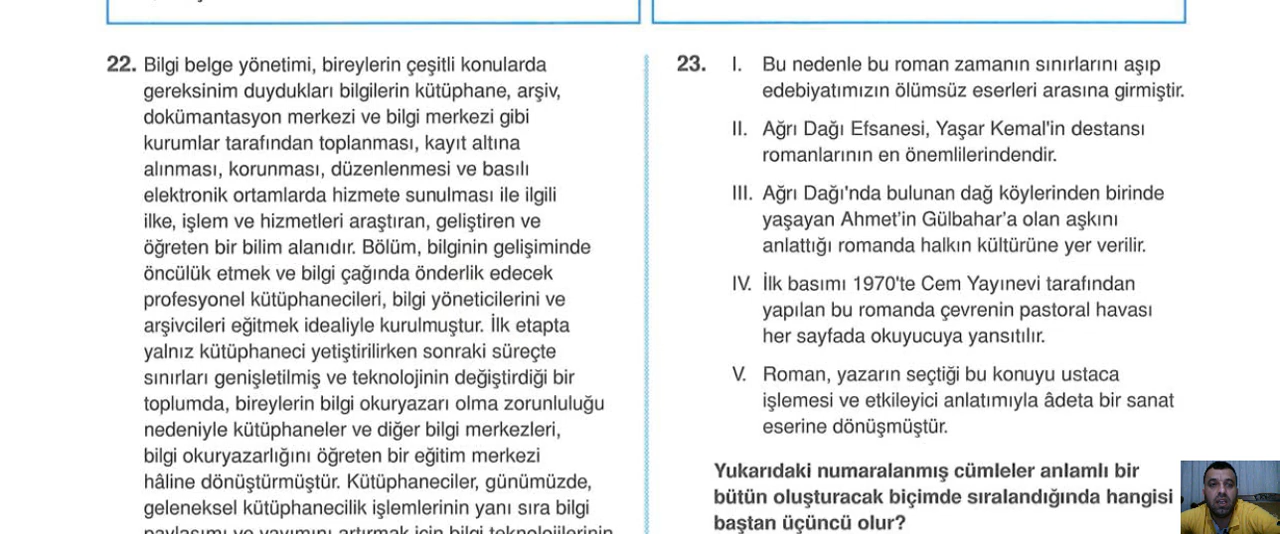 22. Bilgi belge yönetimi, bireylerin çeşitli konularda
gereksinim duydukları bilgilerin kütüphane, arşiv,
dokümantasyon merkezi ve bilgi merkezi gibi
kurumlar tarafından toplanması, kayıt altına
alınması, korunması, düzenlenmesi ve basılı
elektronik ortamlarda hizmete sunulması ile ilgili
ilke, işlem ve hizmetleri araştıran, geliştiren ve
öğreten bir bilim alanıdır. Bölüm, bilginin gelişiminde
öncülük etmek ve bilgi çağında önderlik edecek
profesyonel kütüphanecileri, bilgi yöneticilerini ve
arşivcileri eğitmek idealiyle kurulmuştur. İlk etapta
yalnız kütüphaneci yetiştirilirken sonraki süreçte
sınırları genişletilmiş ve teknolojinin değiştirdiği bir
toplumda, bireylerin bilgi okuryazarı olma zorunluluğu
nedeniyle kütüphaneler ve diğer bilgi merkezleri,
bilgi okuryazarlığını öğreten bir eğitim merkezi
hâline dönüştürmüştür. Kütüphaneciler, günümüzde,
geleneksel kütüphanecilik işlemlerinin yanı sıra bilgi
paylaşımı ve yayımını artırmak için bilgi teknolojilerinin
23. I. Bu nedenle bu roman zamanın sınırlarını aşıp
edebiyatımızın ölümsüz eserleri arasına girmiştir.
II. Ağrı Dağı Efsanesi, Yaşar Kemal'in destansı
romanlarının en önemlilerindendir.
III. Ağrı Dağı'nda bulunan dağ köylerinden birinde
yaşayan Ahmet'in Gülbahar'a olan aşkını
anlattığı romanda halkın kültürüne yer verilir.
IV. İlk basımı 1970'te Cem Yayınevi tarafından
yapılan bu romanda çevrenin pastoral havası
her sayfada okuyucuya yansıtılır.
V. Roman, yazarın seçtiği bu konuyu ustaca
işlemesi ve etkileyici anlatımıyla âdeta bir sanat
eserine dönüşmüştür.
Yukarıdaki numaralanmış cümleler anlamlı bir
bütün oluşturacak biçimde sıralandığında hangisi
baştan üçüncü olur?